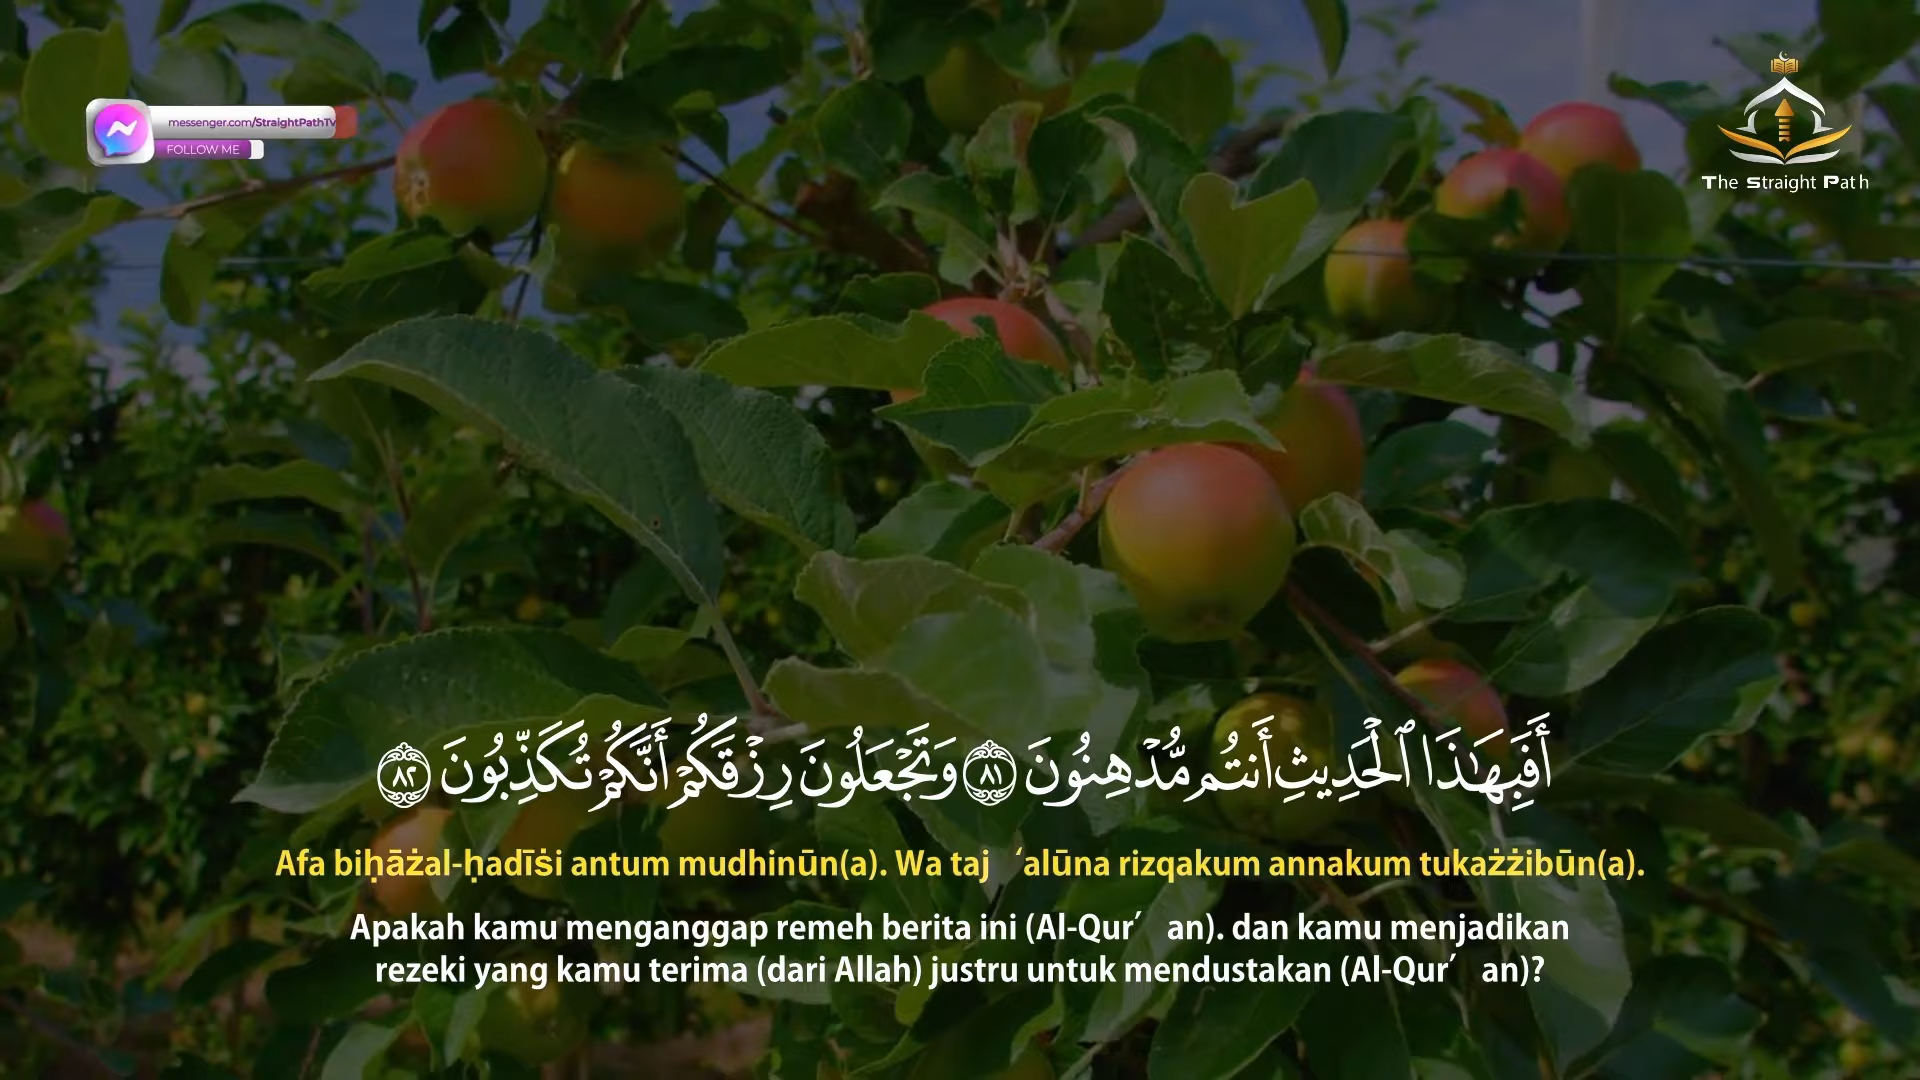 messenger.com/StraightPathTv
FOLLOW ME
The Straight Path
أَفَبِهَٰذَا ٱلْحَدِيثِ أَنتُم مُّدْهِنُونَ ٨١ وَتَجْعَلُونَ رِزْقَكُمْ أَنَّكُمْ تُكَذِّبُونَ ٨٢
Afa biḥāżal-ḥadīṡi antum mudhinūn(a). Wa taj ‘alūna rizqakum annakum tukażżibūn(a).
Apakah kamu menganggap remeh berita ini (Al-Qur′ an). dan kamu menjadikan
rezeki yang kamu terima (dari Allah) justru untuk mendustakan (Al-Qur′ an)?